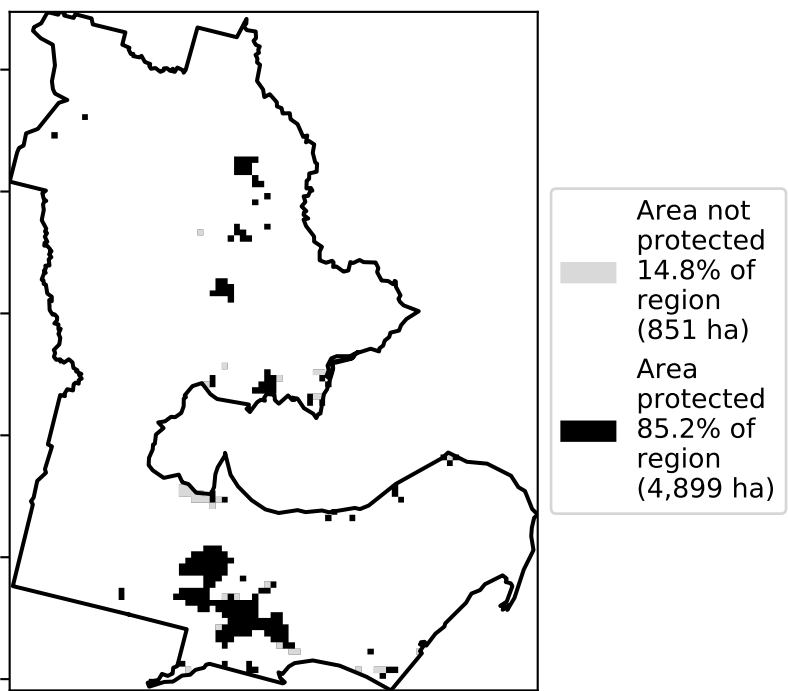 Area not
protected
14.8% of
region
(851 ha)
Area
protected
85.2% of
region
(4,899 ha)